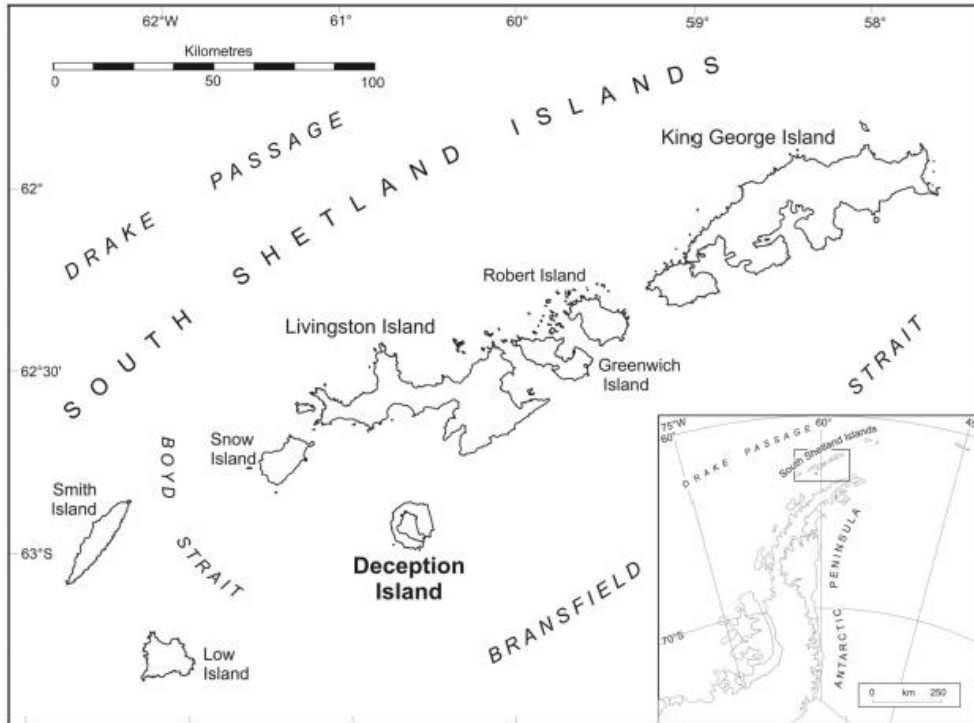 62°W
61°
60°
59°
58°
Kilometres
0
50
100
DRAKE PASSAGE
SOUTH SHETLAND ISLANDS
King George Island
62°
Robert Island
Livingston Island
Greenwich
Island
62°30'
STRAIT
Snow
Island
BOYD
STRAIT
Smith
Island
63°S
Deception
Island
BRANSFIELD
Low
Island
75°W
60°
60°
DRAKE PASSAGE
South Shetland Islands
ANTARCTIC PENINSULA
70°S
0
km
250